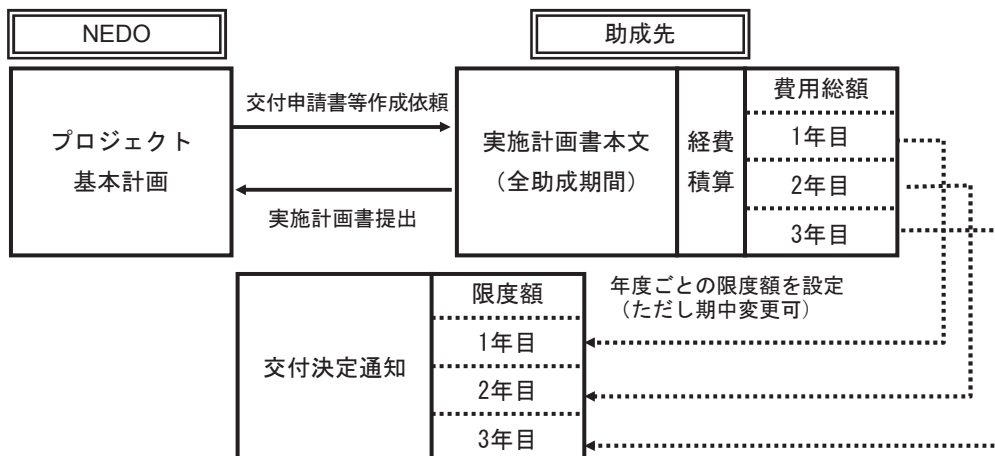 NEDO
助成先
プロジェクト
基本計画
交付申請書等作成依頼
実施計画書提出
実施計画書本文
（全助成期間）
経費
積算
費用総額
1年目
2年目
3年目
年度ごとの限度額を設定
（ただし期中変更可）
交付決定通知
限度額
1年目
2年目
3年目